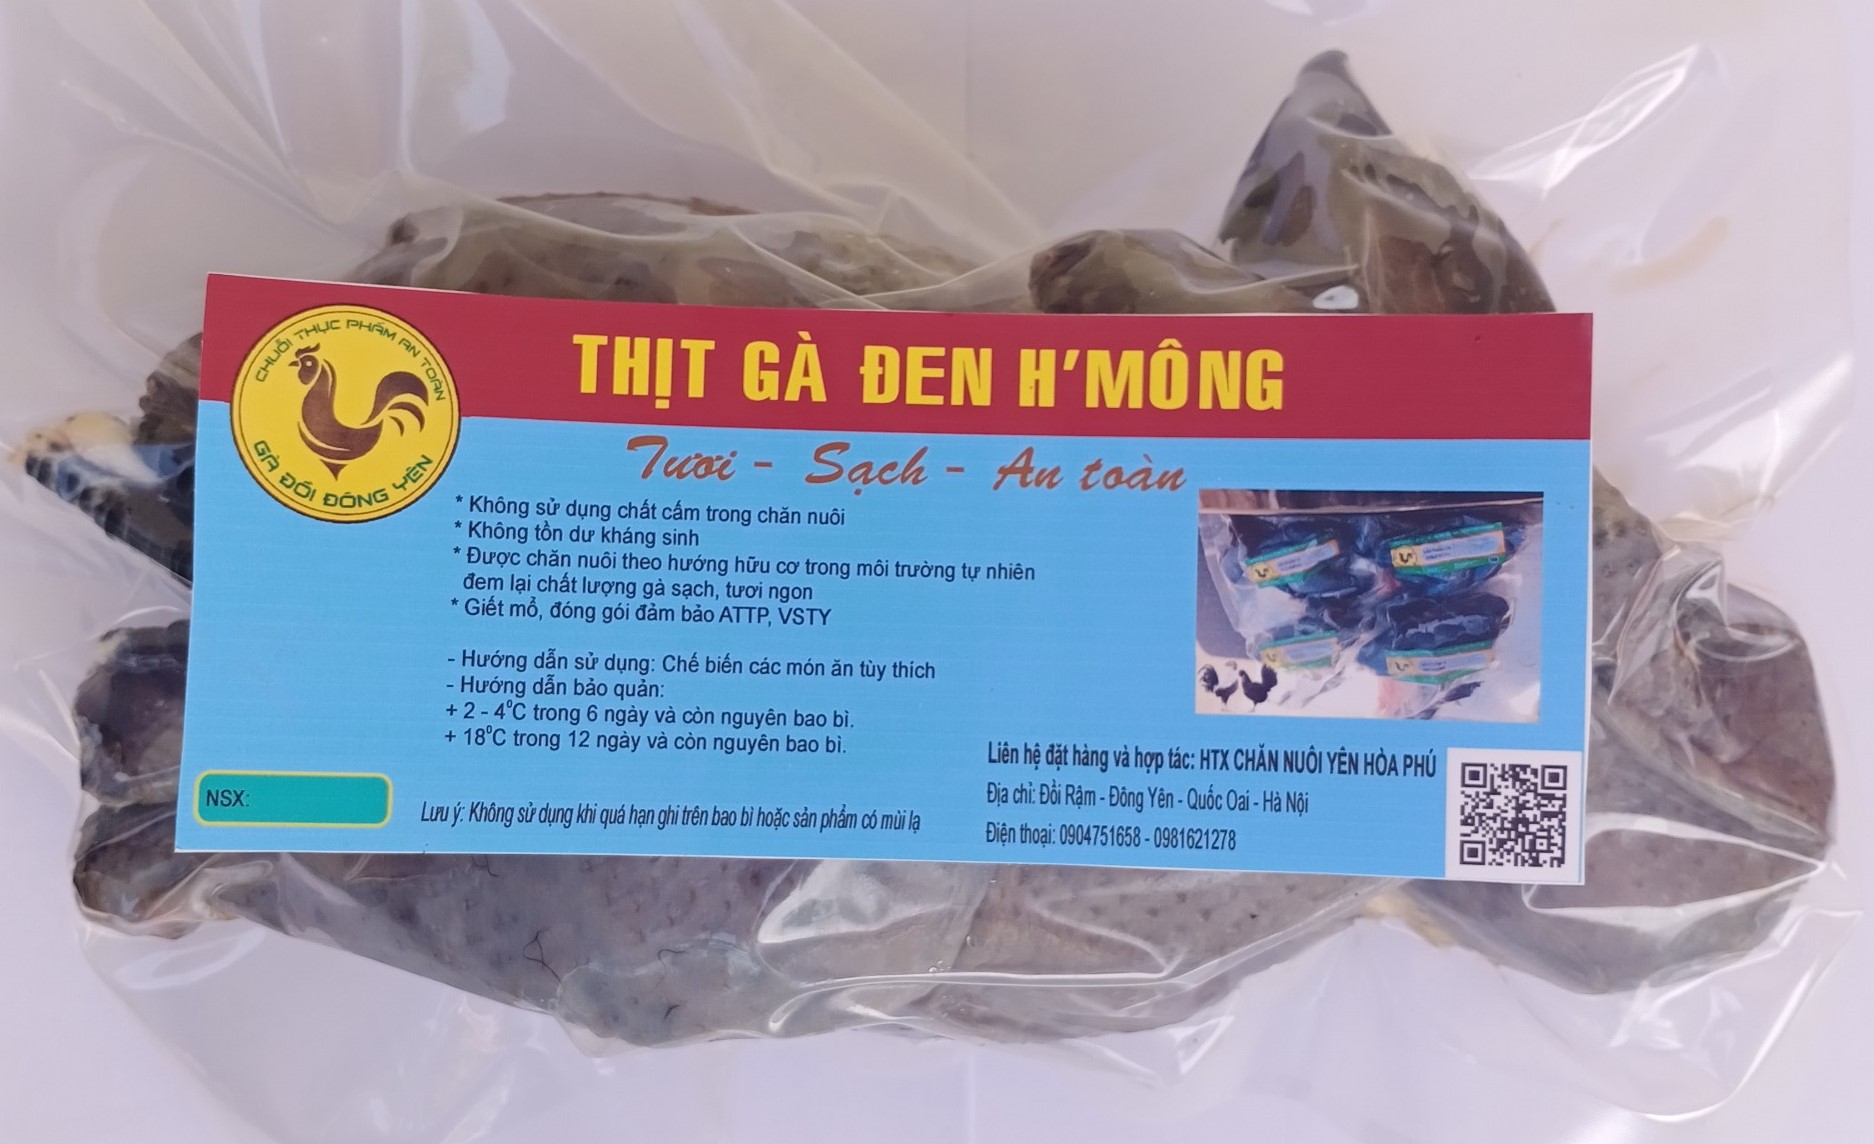 CHUỖI THỰC PHẨM AN TOÀN
GÀ ĐỒI ĐÔNG YÊN
THỊT GÀ ĐEN H'MÔNG
Tươi - Sạch - An toàn
* Không sử dụng chất cấm trong chăn nuôi
* Không tồn dư kháng sinh
* Được chăn nuôi theo hướng hữu cơ trong môi trường tự nhiên
đem lại chất lượng gà sạch, tươi ngon
* Giết mổ, đóng gói đảm bảo ATTP, VSTY
- Hướng dẫn sử dụng: Chế biến các món ăn tùy thích
- Hướng dẫn bảo quản:
+ 2 - 4⁰C trong 6 ngày và còn nguyên bao bì.
+ 18⁰C trong 12 ngày và còn nguyên bao bì.
NSX:
Lưu ý: Không sử dụng khi quá hạn ghi trên bao bì hoặc sản phẩm có mùi lạ
Liên hệ đặt hàng và hợp tác: HTX CHĂN NUÔI YÊN HÒA PHÚ
Địa chỉ: Đồi Rậm - Đông Yên - Quốc Oai - Hà Nội
Điện thoại: 0904751658 - 0981621278